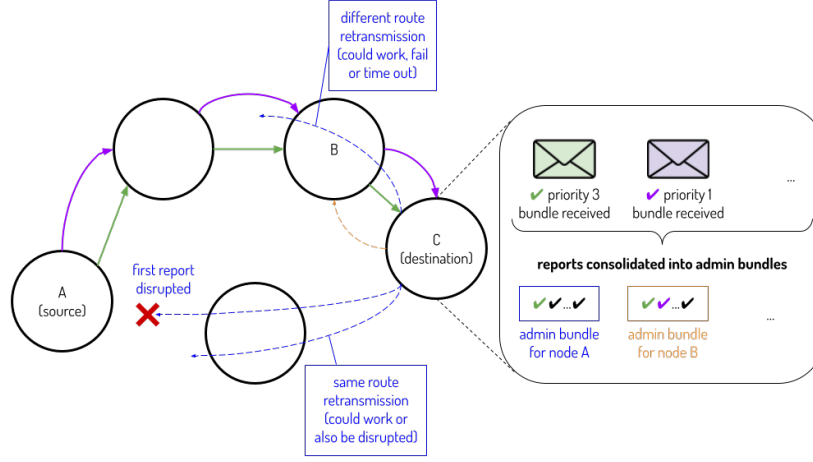 different route
retransmission
(could work, fail
or time out)
B
A
(source)
C
(destination)
first report
disrupted
same route
retransmission
(could work or
also be disrupted)
✔ priority 3
bundle received
✔ priority 1
bundle received
...
reports consolidated into admin bundles
✔✔...✔
admin bundle
for node A
✔✔...✔
admin bundle
for node B
...